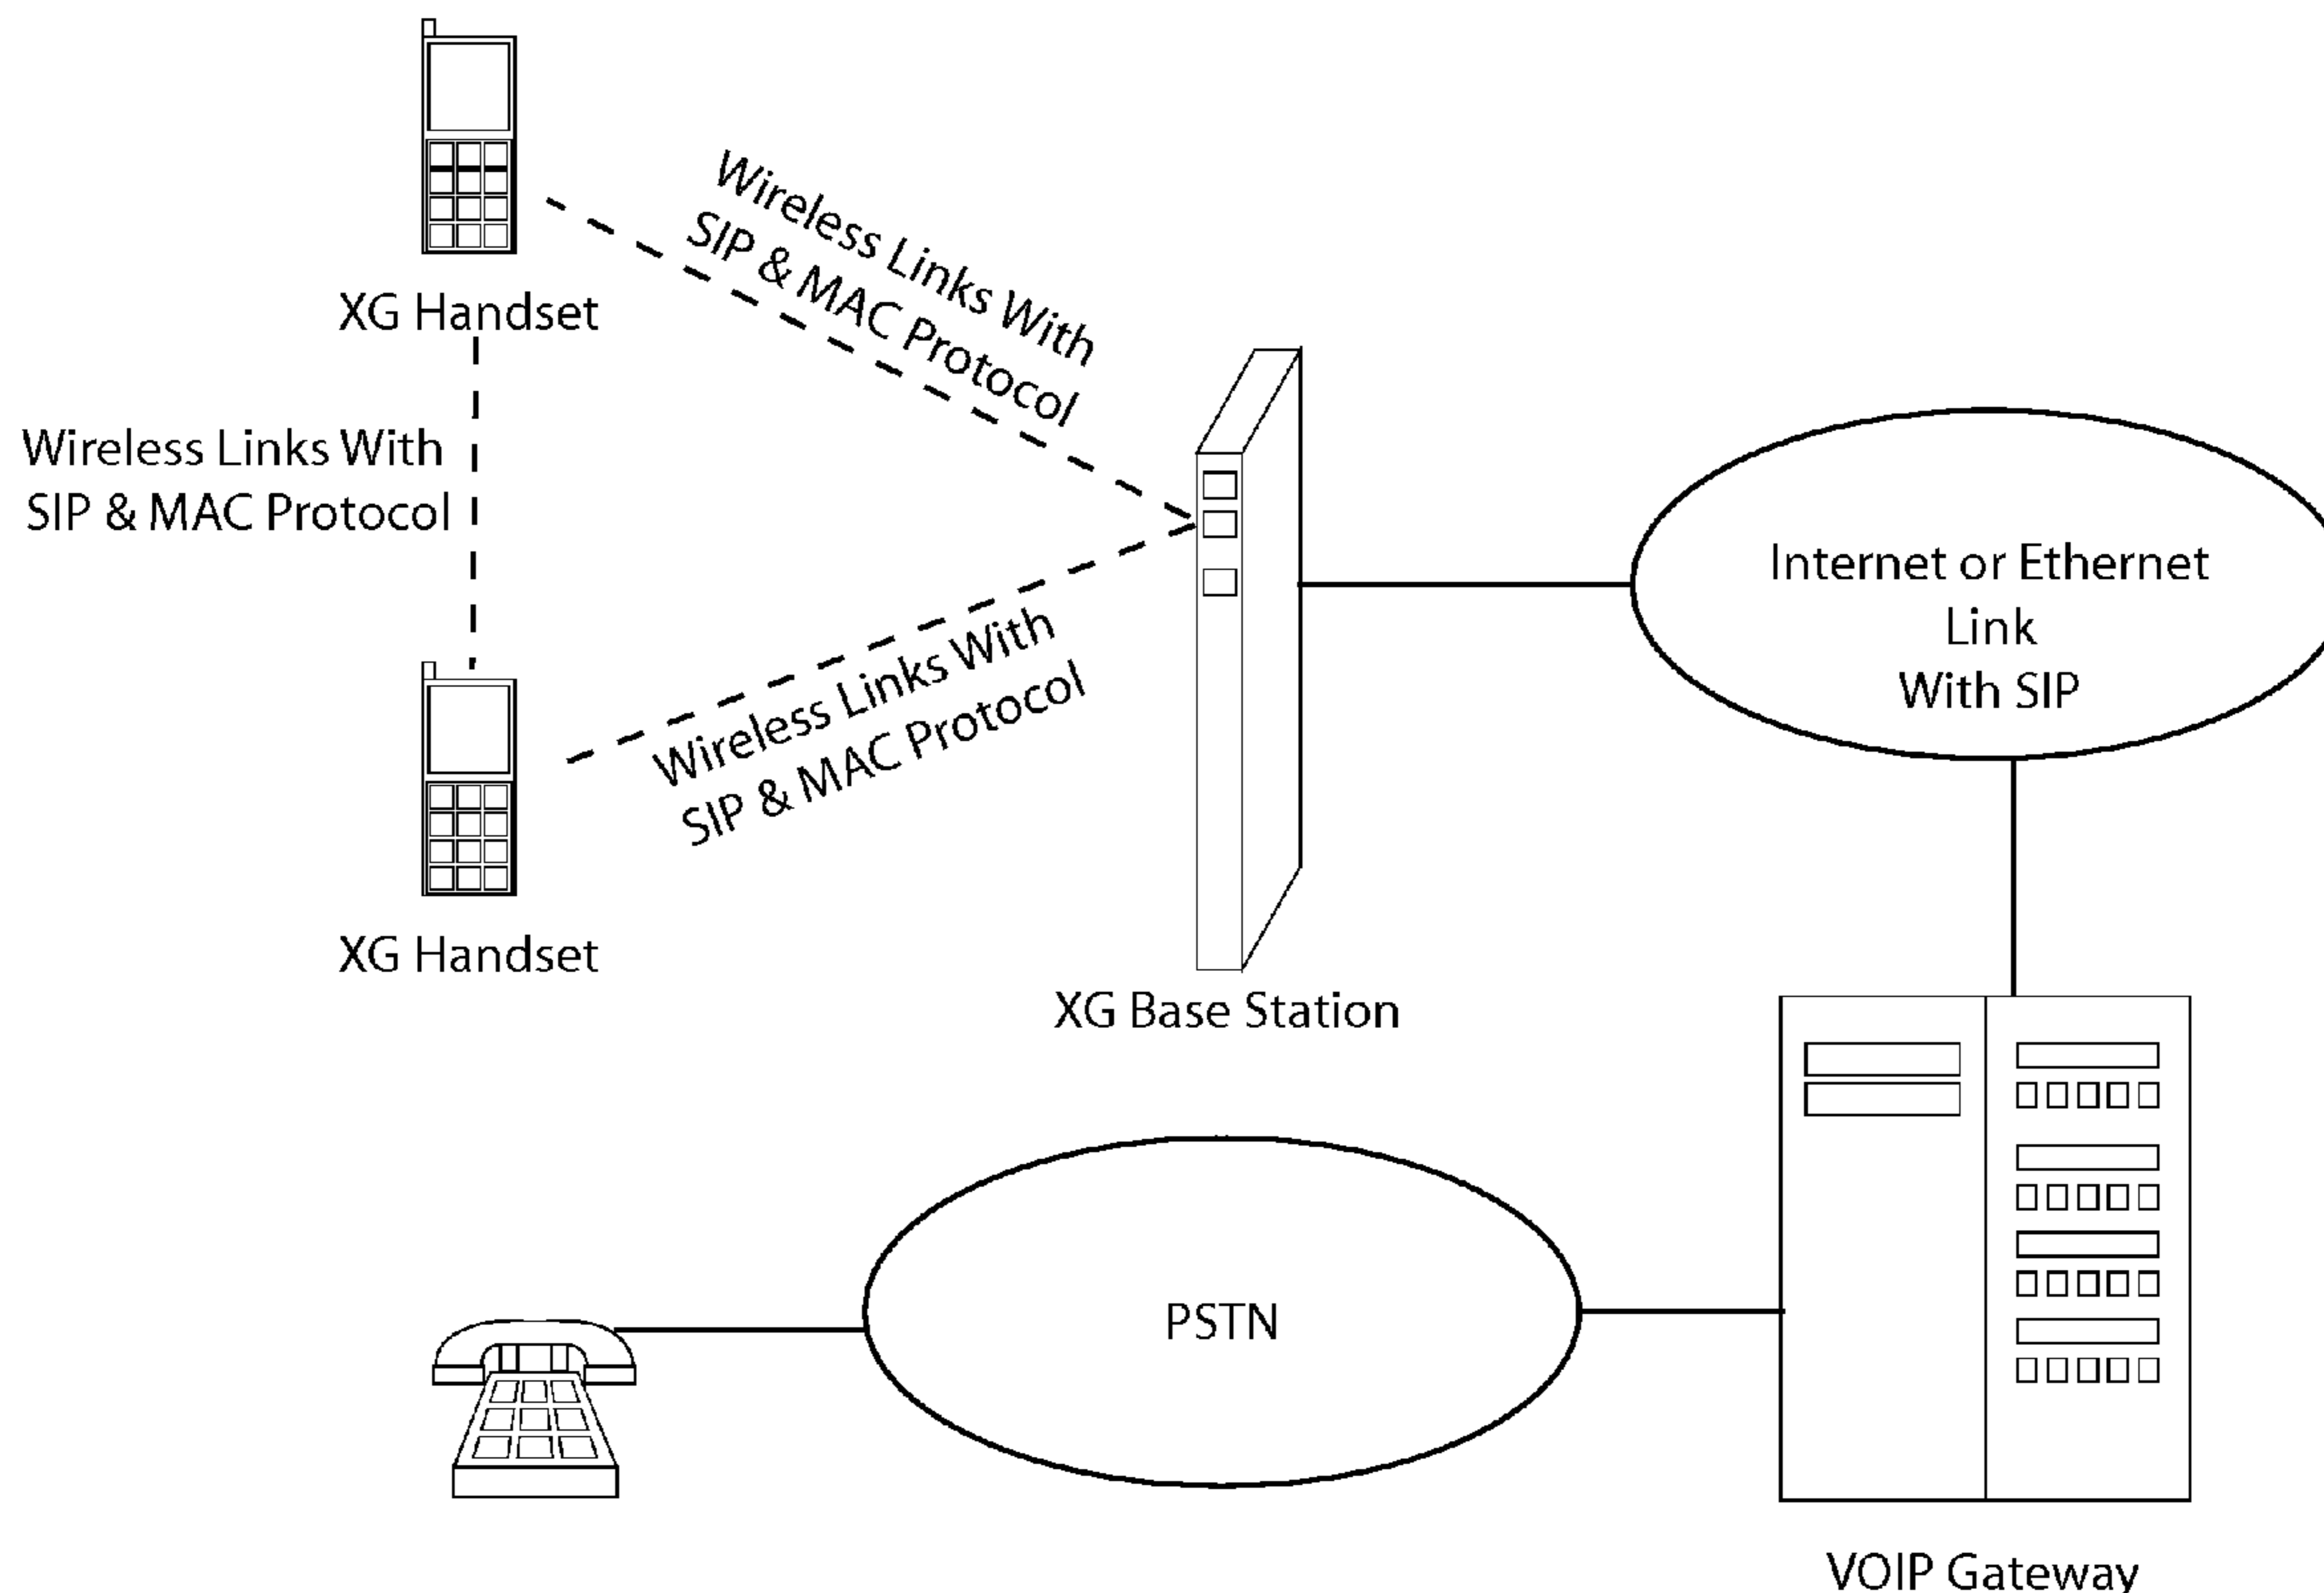 XG Handset
Wireless Links With
SIP & MAC Protocol
Wireless Links With
SIP & MAC Protocol
Wireless Links With
SIP & MAC Protocol
XG Handset
XG Base Station
Internet or Ethernet
Link
With SIP
PSTN
VOIP Gateway